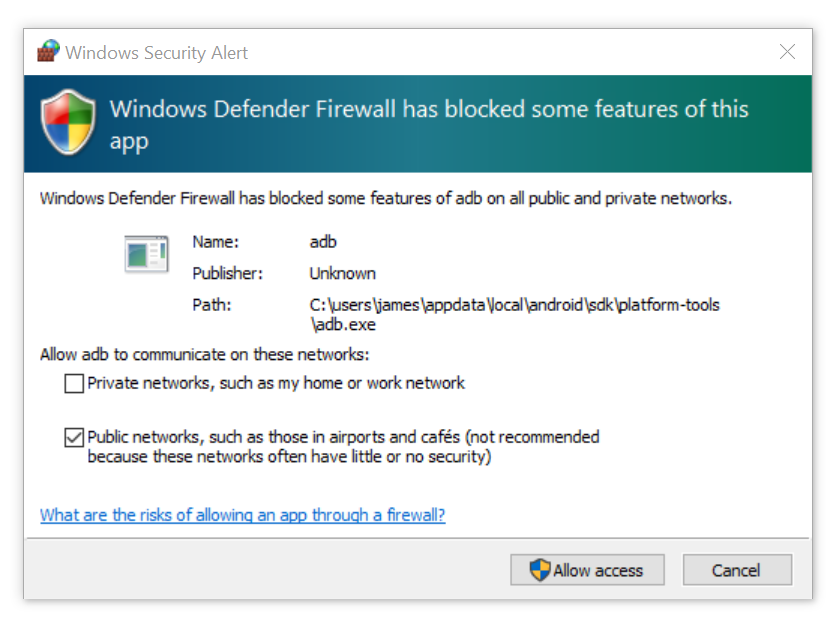 Windows Security Alert
Windows Defender Firewall has blocked some features of this
app
Windows Defender Firewall has blocked some features of adb on all public and private networks.
Name: adb
Publisher: Unknown
Path: C:\users\james\appdata\local\android\sdk\platform-tools
\adb.exe
Allow adb to communicate on these networks:
Private networks, such as my home or work network
Public networks, such as those in airports and cafés (not recommended
because these networks often have little or no security)
What are the risks of allowing an app through a firewall?
Allow access Cancel